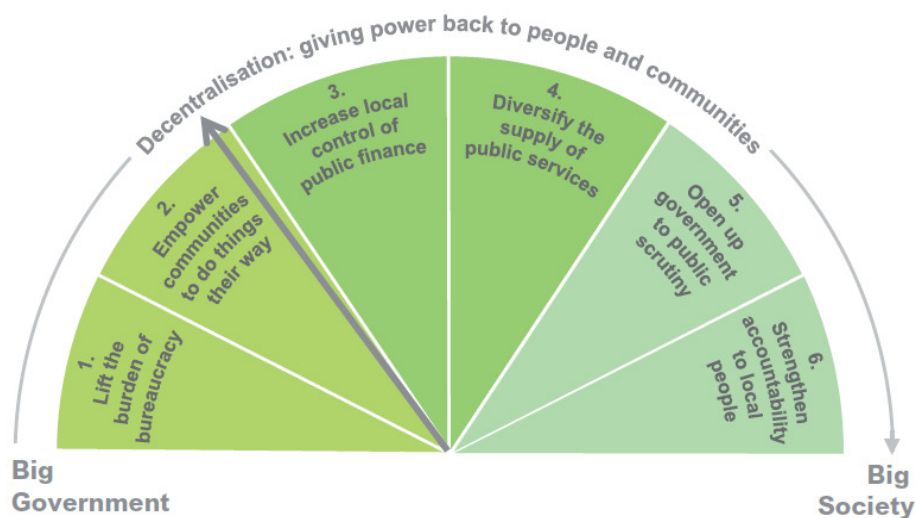 Decentralisation: giving power back to people and communities
1.
Lift the
burden of
bureaucracy
2.
Empower
communities
to do things
their way
3.
Increase local
control of
public finance
4.
Diversify the
supply of
public services
5.
Open up
government
to public
scrutiny
6.
Strengthen
accountability
to local
people
Big
Government
Big
Society